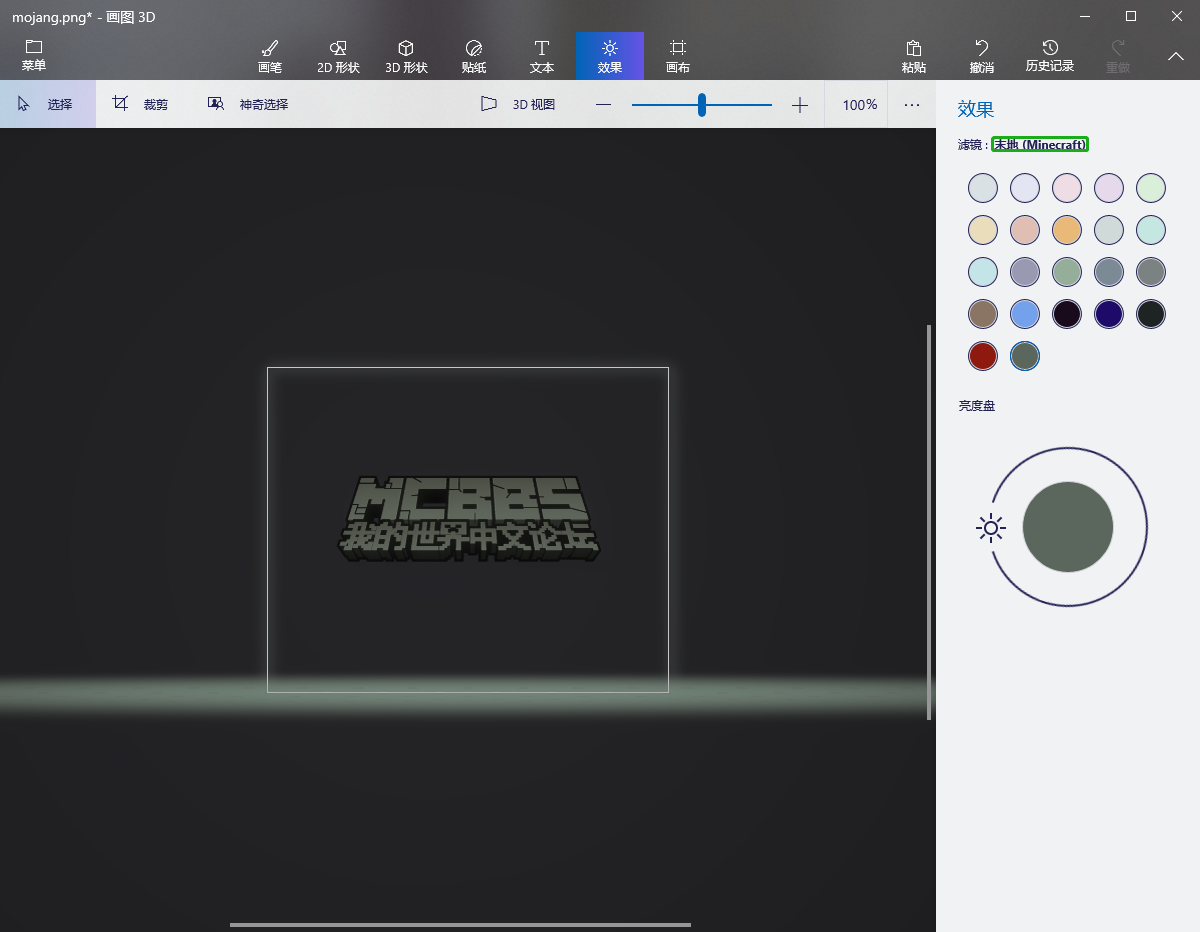 mojang.png* - 画图 3D
菜单
画笔
2D 形状
3D 形状
贴纸
文本
效果
画布
粘贴
撤消
历史记录
重做
选择
裁剪
神奇选择
3D 视图
100%
效果
滤镜 : 末地 (Minecraft)
亮度盘
MCBBS
我的世界中文论坛